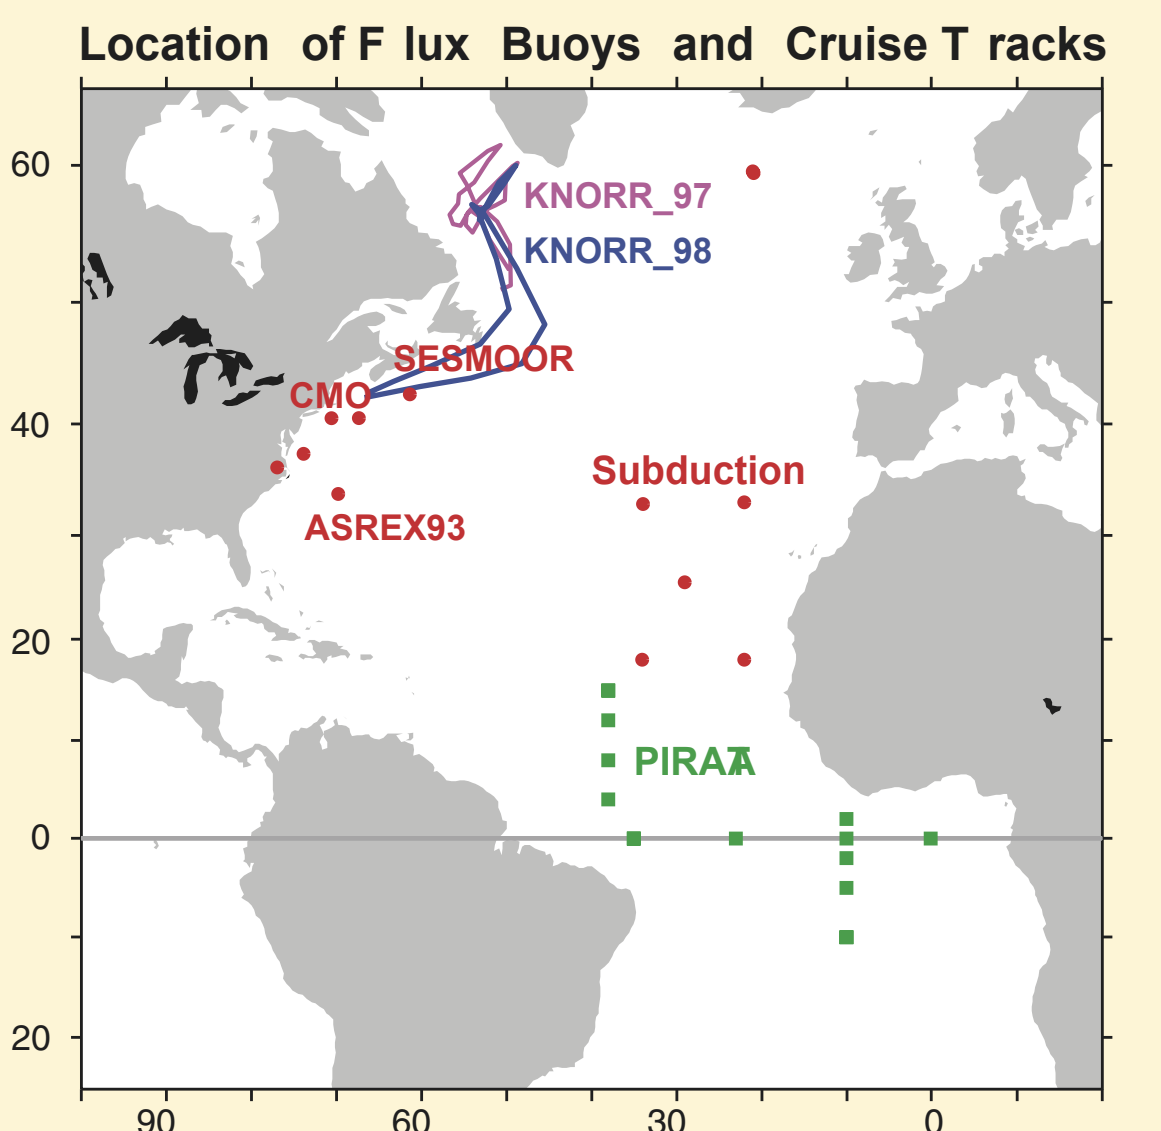 Location of F lux Buoys and Cruise T racks
60
KNORR_97
KNORR_98
SESMOOR
CMO
40
Subduction
ASREX93
20
PIRATA
0
20
90 60 30 0